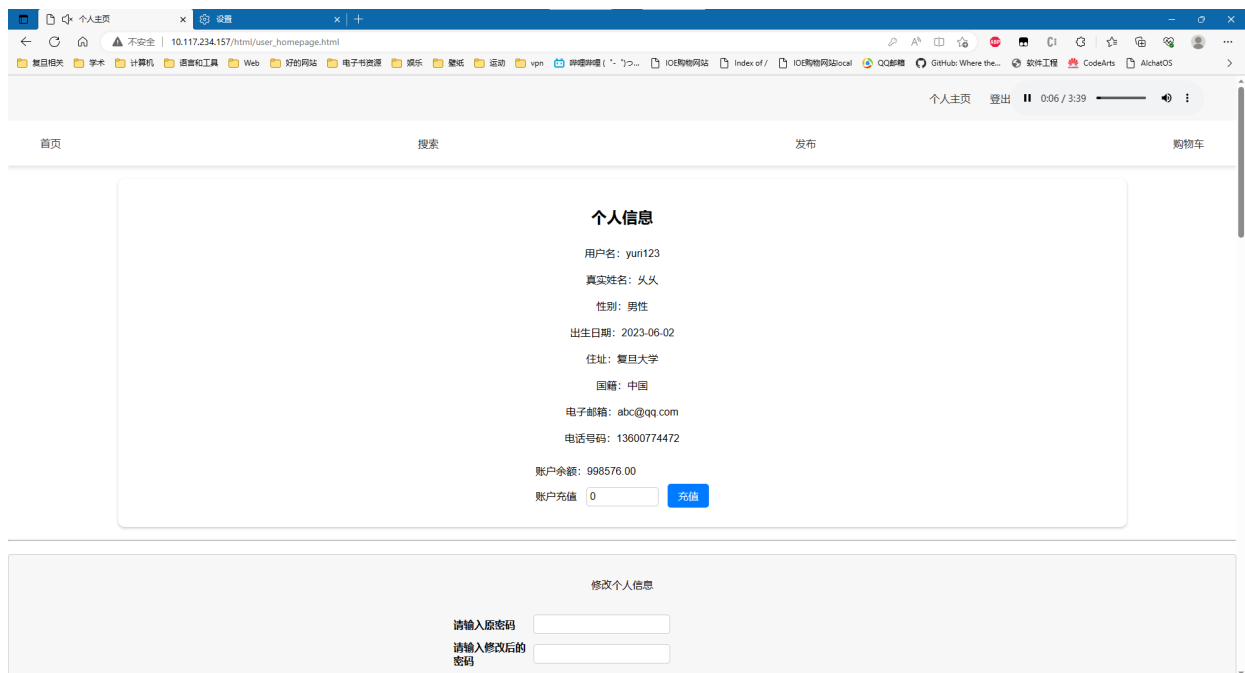 个人主页 设置
不安全 10.117.234.157/html/user_homepage.html
复旦相关 学术 计算机 语言和工具 Web 好的网站 电子书资源 娱乐 壁纸 运动 vpn 哔哩哔哩 ( ゜- ゜)つ... IOE购物网站 Index of / IOE购物网站local QQ邮箱 GitHub: Where the... 软件工程 CodeArts AIchatOS
个人主页 登出 0:06 / 3:39
首页 搜索 发布 购物车
个人信息
用户名：yuri123
真实姓名：乆乆
性别：男性
出生日期：2023-06-02
住址：复旦大学
国籍：中国
电子邮箱：abc@qq.com
电话号码：13600774472
账户余额：998576.00
账户充值 0 充值
修改个人信息
请输入原密码
请输入修改后的
密码